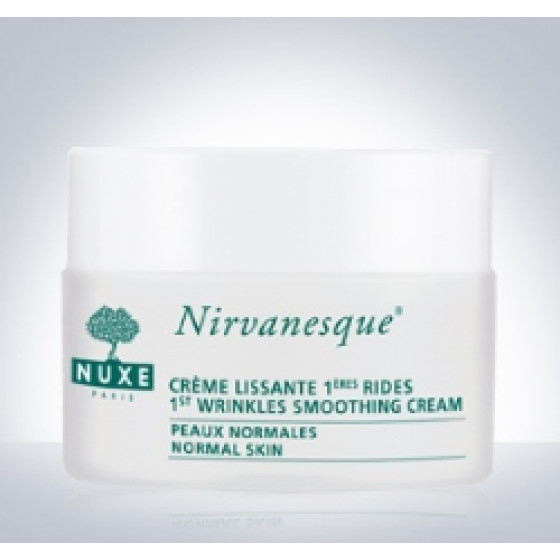 Nirvanesque®
NUXE
PARIS
CRÈME LISSANTE 1ÈRES RIDES
1ST WRINKLES SMOOTHING CREAM
PEAUX NORMALES
NORMAL SKIN